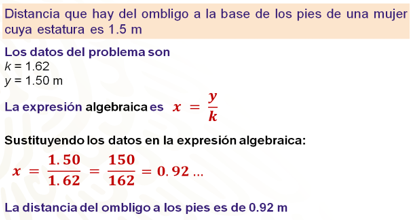 Distancia que hay del ombligo a la base de los pies de una mujer
cuya estatura es 1.5 m
Los datos del problema son
k = 1.62
y = 1.50 m
La expresión algebraica es x = y/k
Sustituyendo los datos en la expresión algebraica:
x = 1.50/1.62 = 150/162 = 0.92 ...
La distancia del ombligo a los pies es de 0.92 m